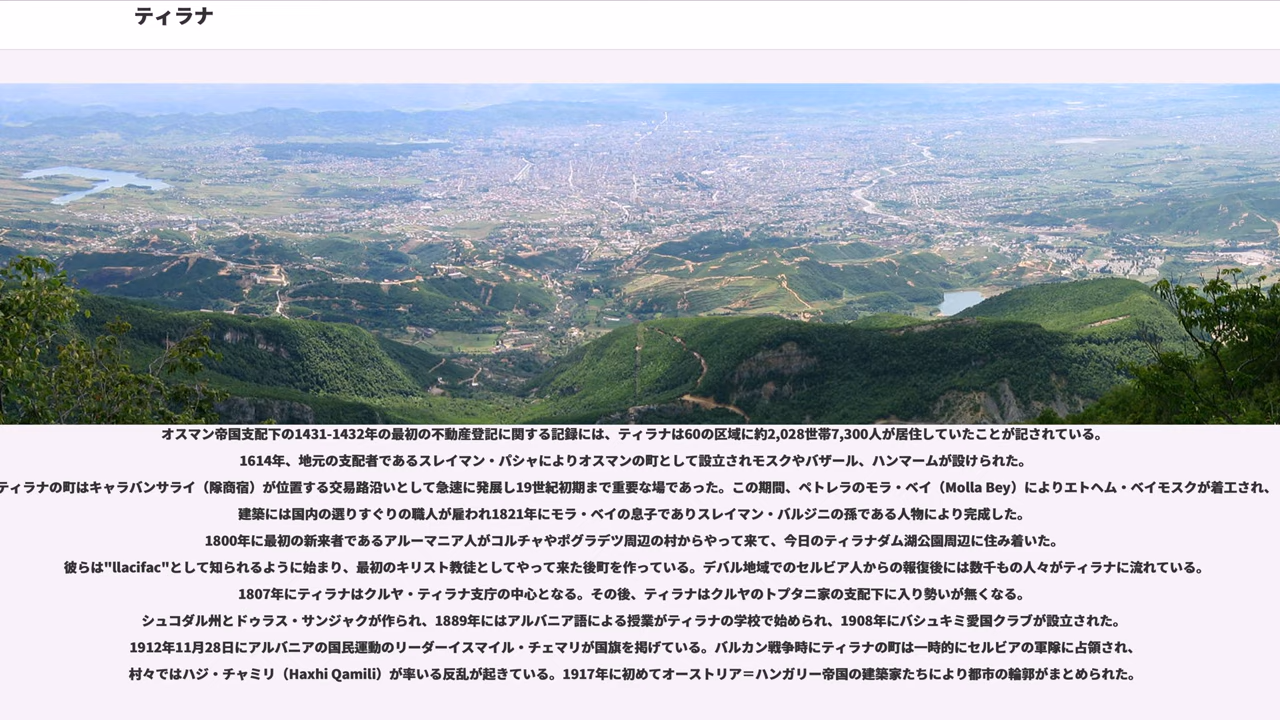 ティラナ
オスマン帝国支配下の1431-1432年の最初の不動産登記に関する記録には、ティラナは60の区域に約2,028世帯7,300人が居住していたことが記されている。
1614年、地元の支配者であるスレイマン・パシャによりオスマンの町として設立されモスクやバザール、ハンマームが設けられた。
ティラナの町はキャラバンサライ（隊商宿）が位置する交易路沿いとして急速に発展し19世紀初期まで重要な場であった。この期間、ペトレラのモラ・ベイ（Molla Bey）によりエトヘム・ベイモスクが着工され、
建築には国内の選りすぐりの職人が雇われ1821年にモラ・ベイの息子でありスレイマン・バルジニの孫である人物により完成した。
1800年に最初の新来者であるアルーマニア人がコルチャやポグラデツ周辺の村からやって来て、今日のティラナダム湖公園周辺に住み着いた。
彼らは"llacifac"として知られるように始まり、最初のキリスト教徒としてやって来た後町を作っている。デバル地域でのセルビア人からの報復後には数千もの人々がティラナに流れている。
1807年にティラナはクルヤ・ティラナ支庁の中心となる。その後、ティラナはクルヤのトプタニ家の支配下に入り勢いが無くなる。
シュコダル州とドゥラス・サンジャクが作られ、1889年にはアルバニア語による授業がティラナの学校で始められ、1908年にバシュキミ愛国クラブが設立された。
1912年11月28日にアルバニアの国民運動のリーダーイスマイル・チェマリが国旗を掲げている。バルカン戦争時にティラナの町は一時的にセルビアの軍隊に占領され、
村々ではハジ・チャミリ（Haxhi Qamili）が率いる反乱が起きている。1917年に初めてオーストリア＝ハンガリー帝国の建築家たちにより都市の輪郭がまとめられた。